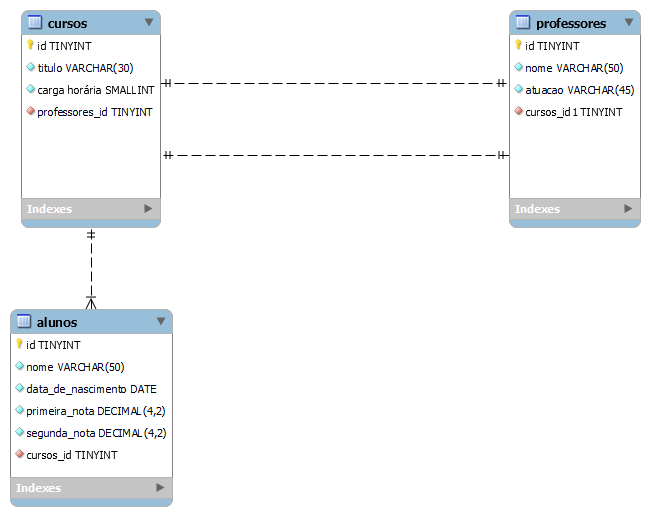 cursos
id TINYINT
titulo VARCHAR(30)
carga horária SMALLINT
professores_id TINYINT
Indexes
professores
id TINYINT
nome VARCHAR(50)
atuacao VARCHAR(45)
cursos_id1 TINYINT
Indexes
alunos
id TINYINT
nome VARCHAR(50)
data_de_nascimento DATE
primeira_nota DECIMAL(4,2)
segunda_nota DECIMAL(4,2)
cursos_id TINYINT
Indexes